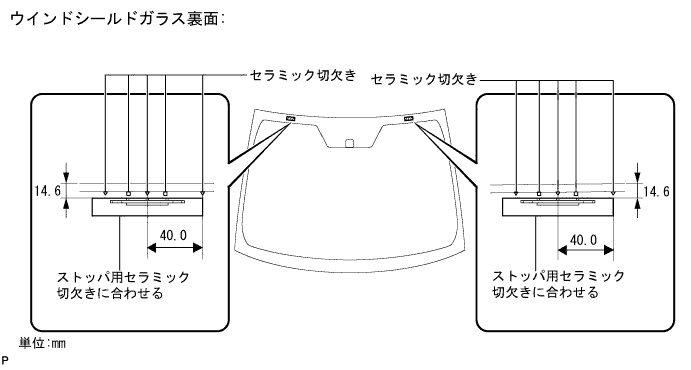 ウインドシールドガラス裏面:
セラミック切欠き
セラミック切欠き
14.6
40.0
ストッパ用セラミック
切欠きに合わせる
14.6
40.0
ストッパ用セラミック
切欠きに合わせる
単位:mm
P